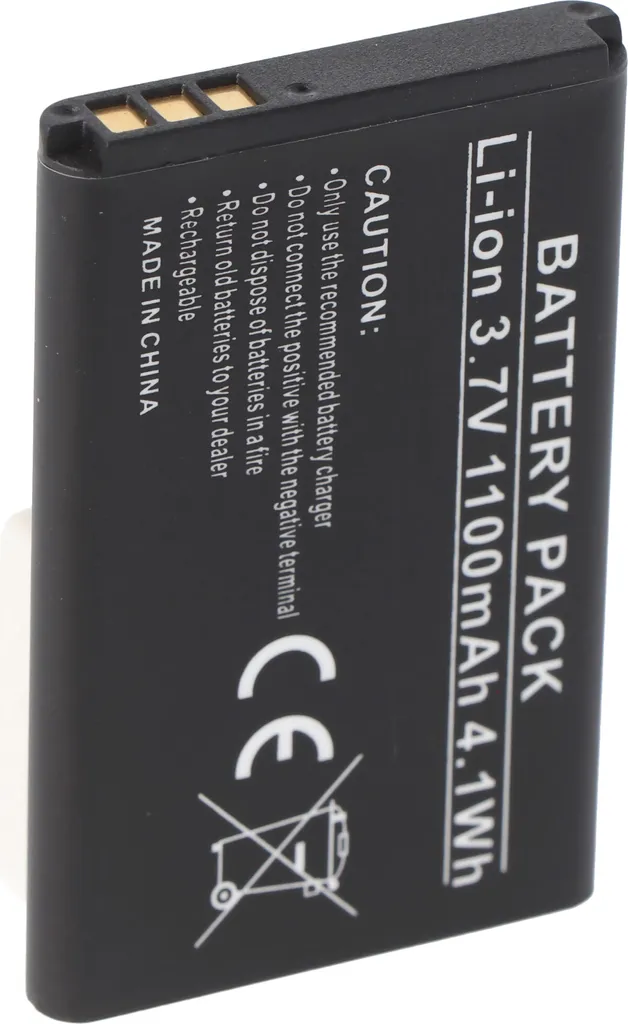 BATTERY PACK
Li-ion 3.7V 1100mAh 4.1Wh
CAUTION:
•Only use the recommended battery charger
•Do not connect the positive with the negative terminal
•Do not dispose of batteries in a fire
•Return old batteries to your dealer
•Rechargeable
MADE IN CHINA
CE